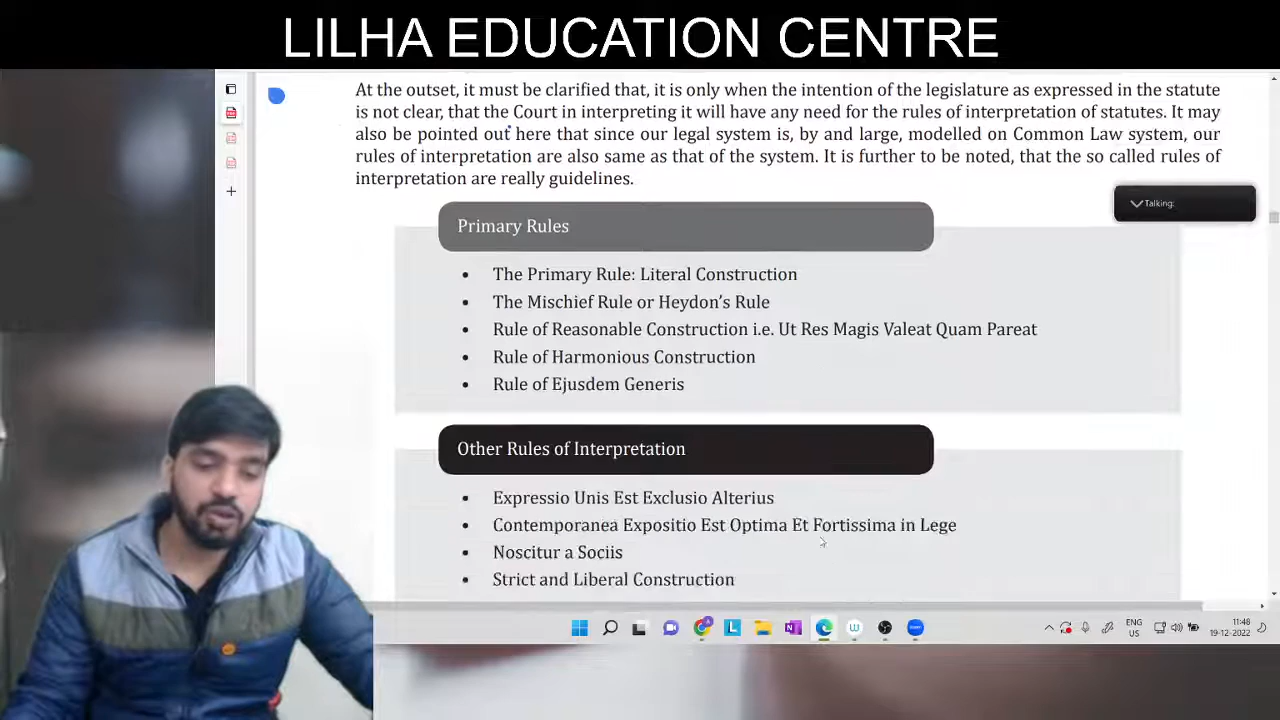 LILHA EDUCATION CENTRE
At the outset, it must be clarified that, it is only when the intention of the legislature as expressed in the statute
is not clear, that the Court in interpreting it will have any need for the rules of interpretation of statutes. It may
also be pointed out here that since our legal system is, by and large, modelled on Common Law system, our
rules of interpretation are also same as that of the system. It is further to be noted, that the so called rules of
interpretation are really guidelines.
Talking:
Primary Rules
• The Primary Rule: Literal Construction
• The Mischief Rule or Heydon’s Rule
• Rule of Reasonable Construction i.e. Ut Res Magis Valeat Quam Pareat
• Rule of Harmonious Construction
• Rule of Ejusdem Generis
Other Rules of Interpretation
• Expressio Unis Est Exclusio Alterius
• Contemporanea Expositio Est Optima Et Fortissima in Lege
• Noscitur a Sociis
• Strict and Liberal Construction
ENG
US
11:48
19-12-2022